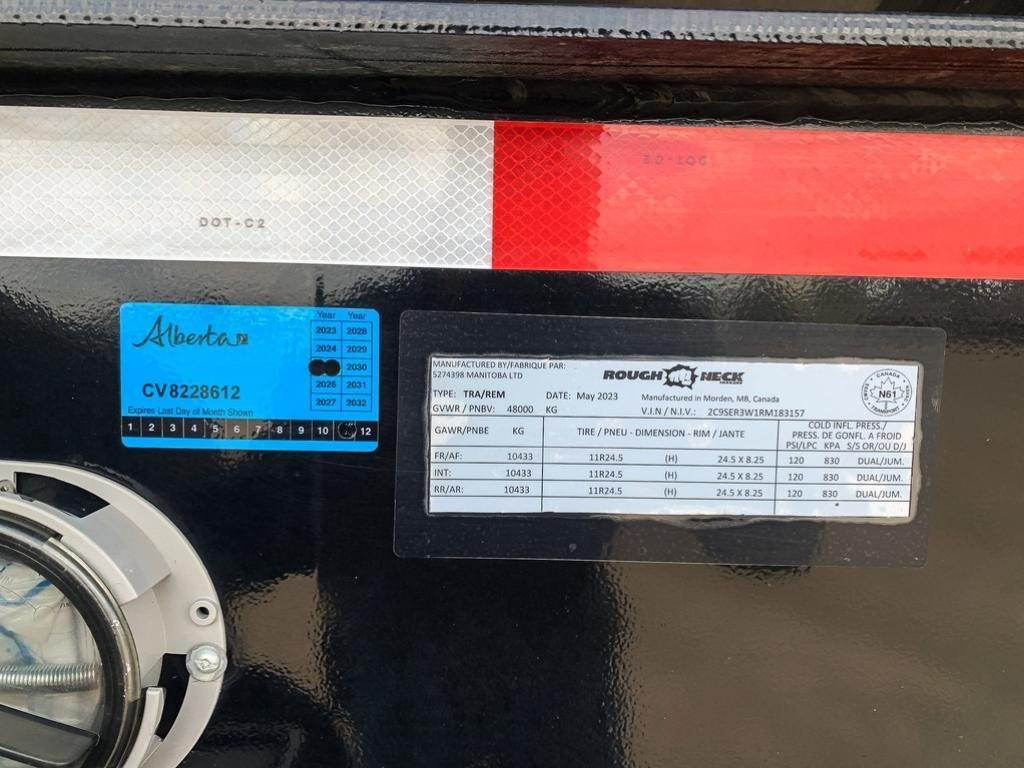 DOT-C2
Alberta
CV8228612
Expires Last Day of Month Shown
1 2 3 4 5 6 7 8 9 10 12
Year Year
2023 2028
2024 2029
2030
2026 2031
2027 2032
MANUFACTURED BY/FABRIQUE PAR:
5274398 MANITOBA LTD
ROUGH NECK
TYPE: TRA/REM DATE: May 2023 Manufactured in Morden, MB, Canada
GVWR / PNBV: 48000 KG V.I.N / N.I.V.: 2C9SER3W1RM183157
CANADA
N61
TRANSPORT
GAWR/PNBE KG TIRE / PNEU - DIMENSION - RIM / JANTE
COLD INFL. PRESS./
PRESS. DE GONFL. A FROID
PSI/LPC KPA S/S OR/OU D/J
FR/AF: 10433 11R24.5 (H) 24.5 X 8.25 120 830 DUAL/JUM.
INT: 10433 11R24.5 (H) 24.5 X 8.25 120 830 DUAL/JUM.
RR/AR: 10433 11R24.5 (H) 24.5 X 8.25 120 830 DUAL/JUM.